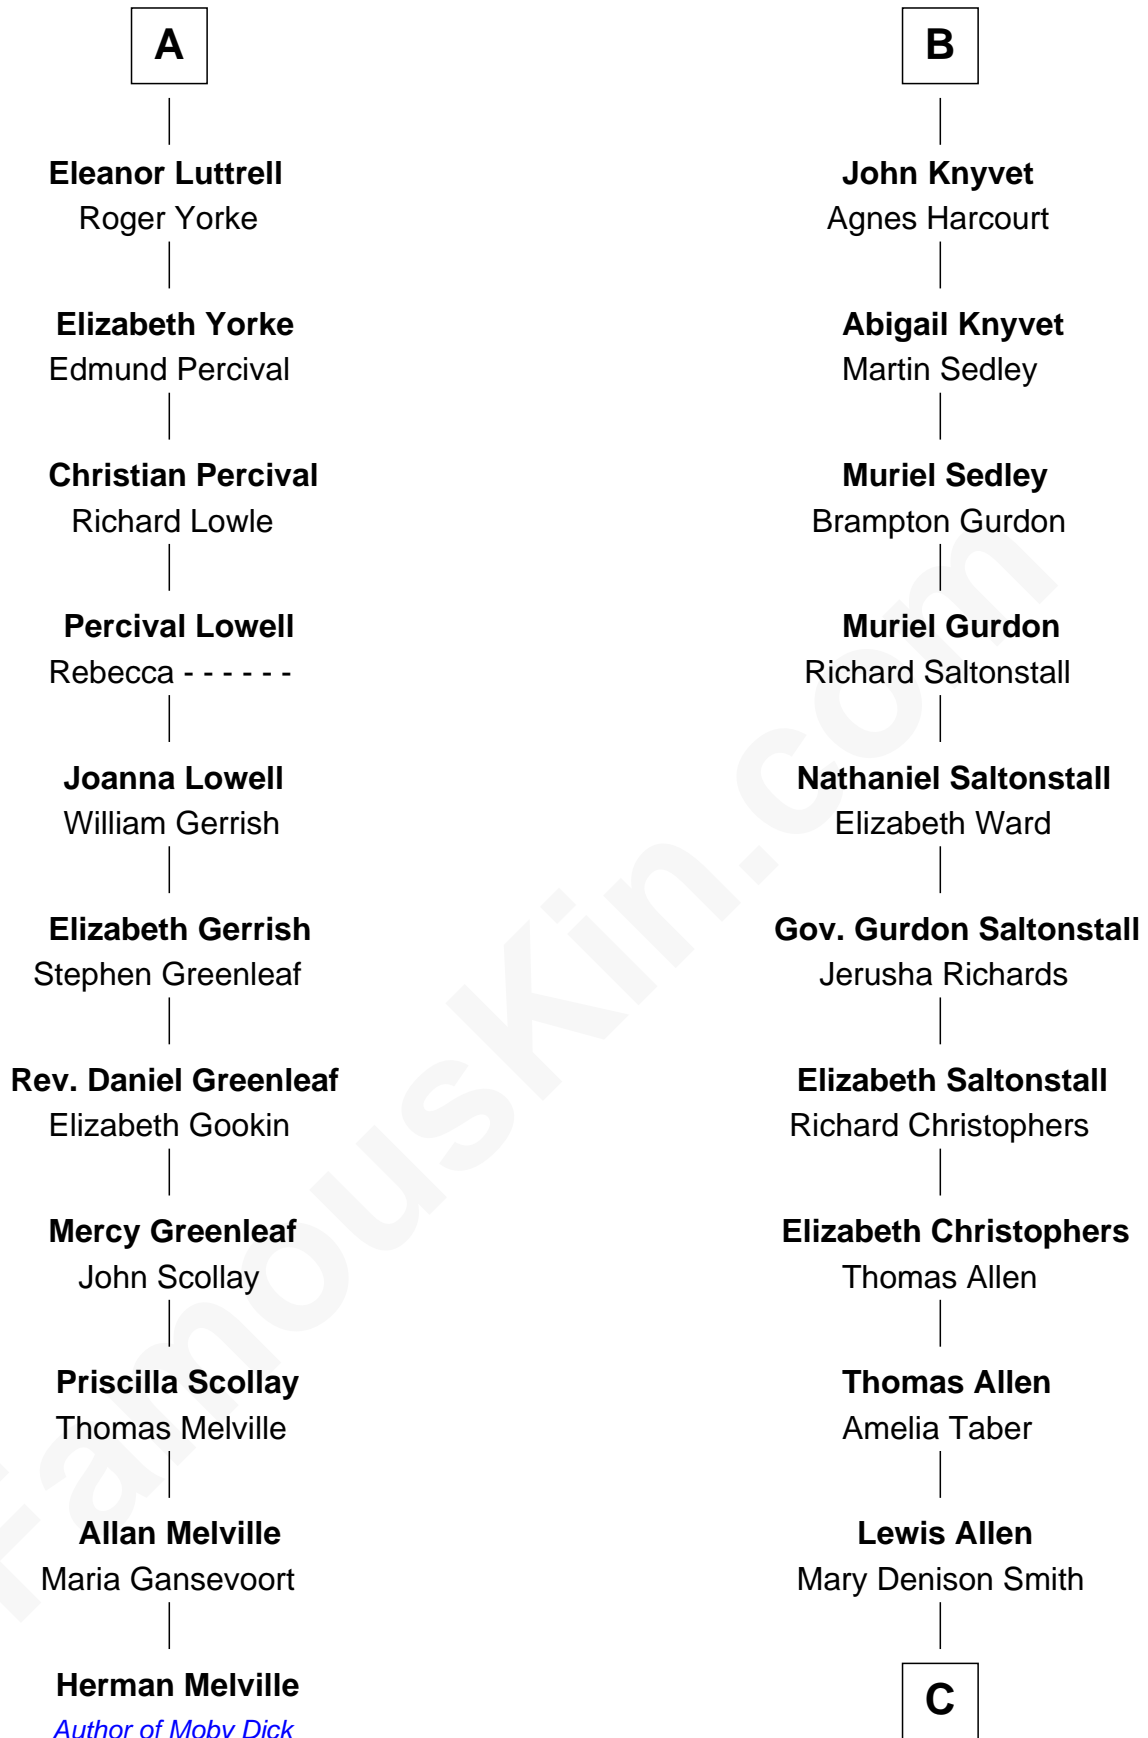 A
Eleanor Luttrell
Roger Yorke
Elizabeth Yorke
Edmund Percival
Christian Percival
Richard Lowle
Percival Lowell
Rebecca - - - - - -
Joanna Lowell
William Gerrish
Elizabeth Gerrish
Stephen Greenleaf
Rev. Daniel Greenleaf
Elizabeth Gookin
Mercy Greenleaf
John Scollay
Priscilla Scollay
Thomas Melville
Allan Melville
Maria Gansevoort
Herman Melville
Author of Moby Dick
B
John Knyvet
Agnes Harcourt
Abigail Knyvet
Martin Sedley
Muriel Sedley
Brampton Gurdon
Muriel Gurdon
Richard Saltonstall
Nathaniel Saltonstall
Elizabeth Ward
Gov. Gurdon Saltonstall
Jerusha Richards
Elizabeth Saltonstall
Richard Christophers
Elizabeth Christophers
Thomas Allen
Thomas Allen
Amelia Taber
Lewis Allen
Mary Denison Smith
C
FamousKin.com